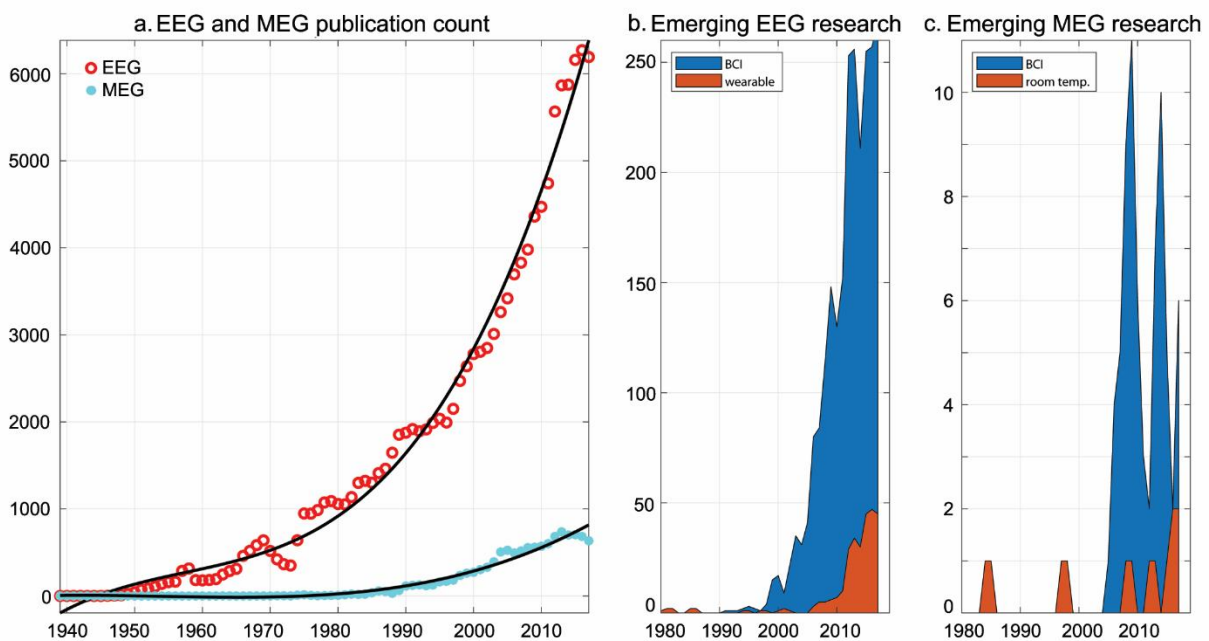 a. EEG and MEG publication count
EEG
MEG
6000
5000
4000
3000
2000
1000
0
1940 1950 1960 1970 1980 1990 2000 2010
b. Emerging EEG research
BCI
wearable
250
200
150
100
50
0
1980 1990 2000 2010
c. Emerging MEG research
BCI
room temp.
10
8
6
4
2
0
1980 1990 2000 2010